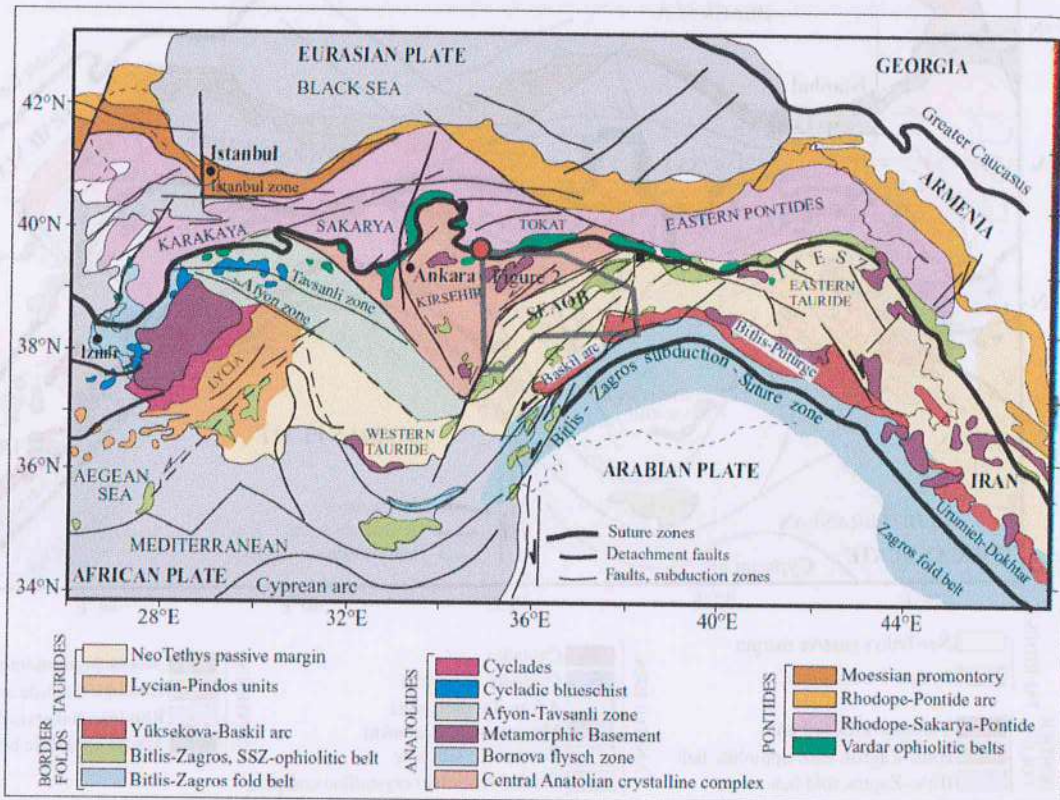 EURASIAN PLATE
BLACK SEA
GEORGIA
Greater Caucasus
ARMENIA
42°N
40°N
38°N
36°N
34°N
Istanbul
Istanbul zone
KARAKAYA
SAKARYA
TOKAT
EASTERN PONTIDES
IAESZ
EASTERN
TAURIDE
Tavsanli zone
Afyon zone
Ankara
KIRSEHIR
Figure 2
SEAOB
Izmir
LYCIA
Baskil arc
Bitlis-Puturge
Bitlis - Zagros subduction - Suture zone
WESTERN
TAURIDE
AEGEAN
SEA
ARABIAN PLATE
IRAN
Urumieh-Dokhtar
Zagros fold belt
MEDITERRANEAN
AFRICAN PLATE
Cyprean arc
Suture zones
Detachment faults
Faults, subduction zones
28°E
32°E
36°E
40°E
44°E
BORDER
FOLDS
TAURIDES
NeoTethys passive margin
Lycian-Pindos units
Yüksekova-Baskil arc
Bitlis-Zagros, SSZ-ophiolitic belt
Bitlis-Zagros fold belt
ANATOLIDES
Cyclades
Cycladic blueschist
Afyon-Tavsanli zone
Metamorphic Basement
Bornova flysch zone
Central Anatolian crystalline complex
PONTIDES
Moessian promontory
Rhodope-Pontide arc
Rhodope-Sakarya-Pontide
Vardar ophiolitic belts